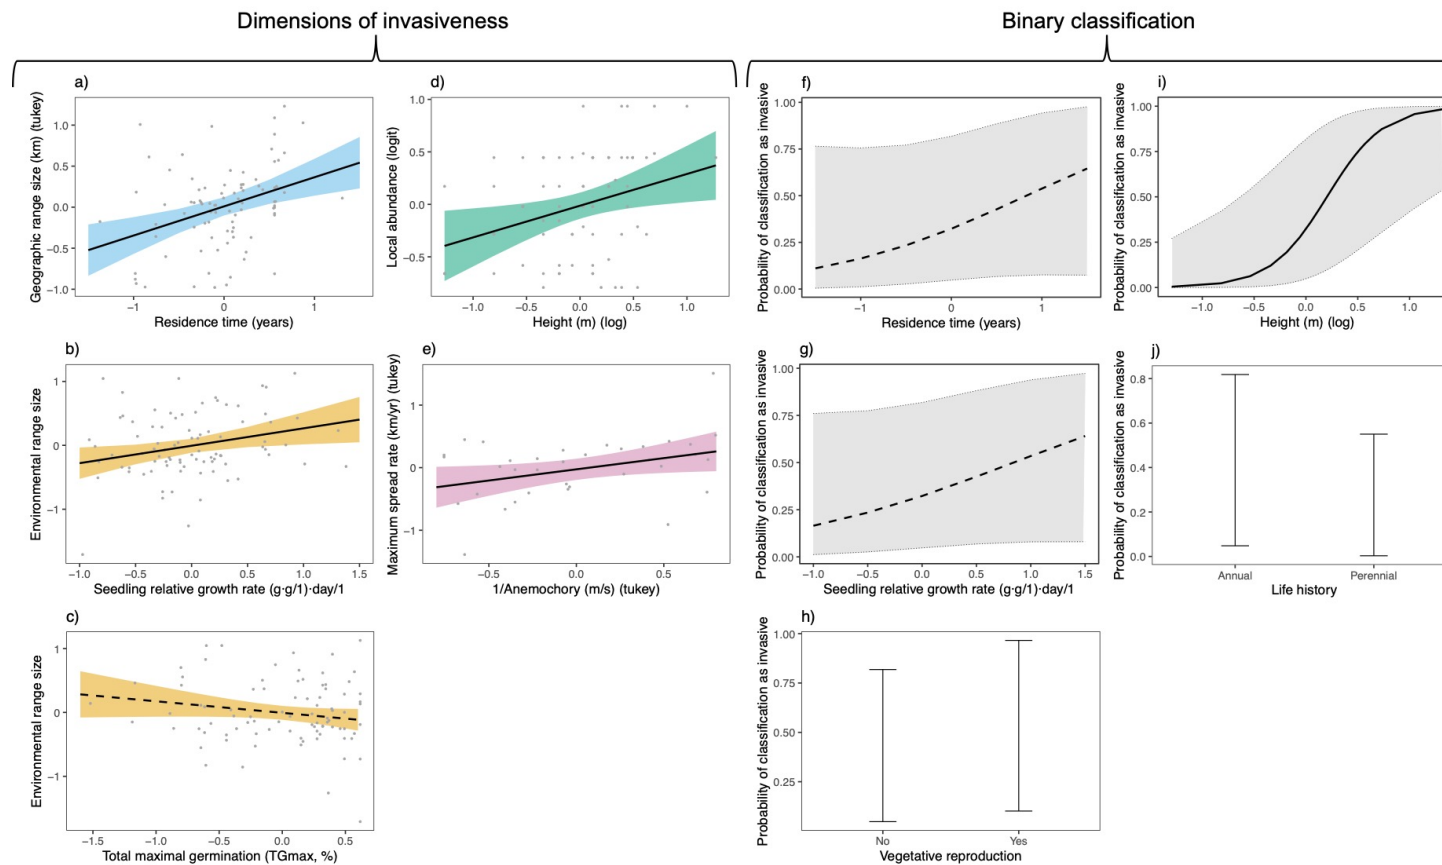 Dimensions of invasiveness
Binary classification
a)
Geographic range size (km) (tukey)
1.0
0.5
0.0
−0.5
−1.0
−1
0
1
Residence time (years)
d)
Local abundance (logit)
1.0
0.5
0.0
−0.5
−1.0
−0.5
0.0
0.5
1.0
Height (m) (log)
f)
Probability of classification as invasive
1.00
0.75
0.50
0.25
0.00
−1
0
1
Residence time (years)
i)
Probability of classification as invasive
1.00
0.75
0.50
0.25
0.00
−1.0
−0.5
0.0
0.5
1.0
Height (m) (log)
b)
Environmental range size
1
0
−1
−1.0
−0.5
0.0
0.5
1.0
1.5
Seedling relative growth rate (g·g/1)·day/1
e)
Maximum spread rate (km/yr) (tukey)
1
0
−1
−0.5
0.0
0.5
1/Anemochory (m/s) (tukey)
g)
Probability of classification as invasive
1.00
0.75
0.50
0.25
0.00
−1.0
−0.5
0.0
0.5
1.0
1.5
Seedling relative growth rate (g·g/1)·day/1
j)
Probability of classification as invasive
0.8
0.6
0.4
0.2
0.0
Annual
Perennial
Life history
c)
Environmental range size
1
0
−1
−1.5
−1.0
−0.5
0.0
0.5
Total maximal germination (TGmax, %)
h)
Probability of classification as invasive
1.00
0.75
0.50
0.25
No
Yes
Vegetative reproduction